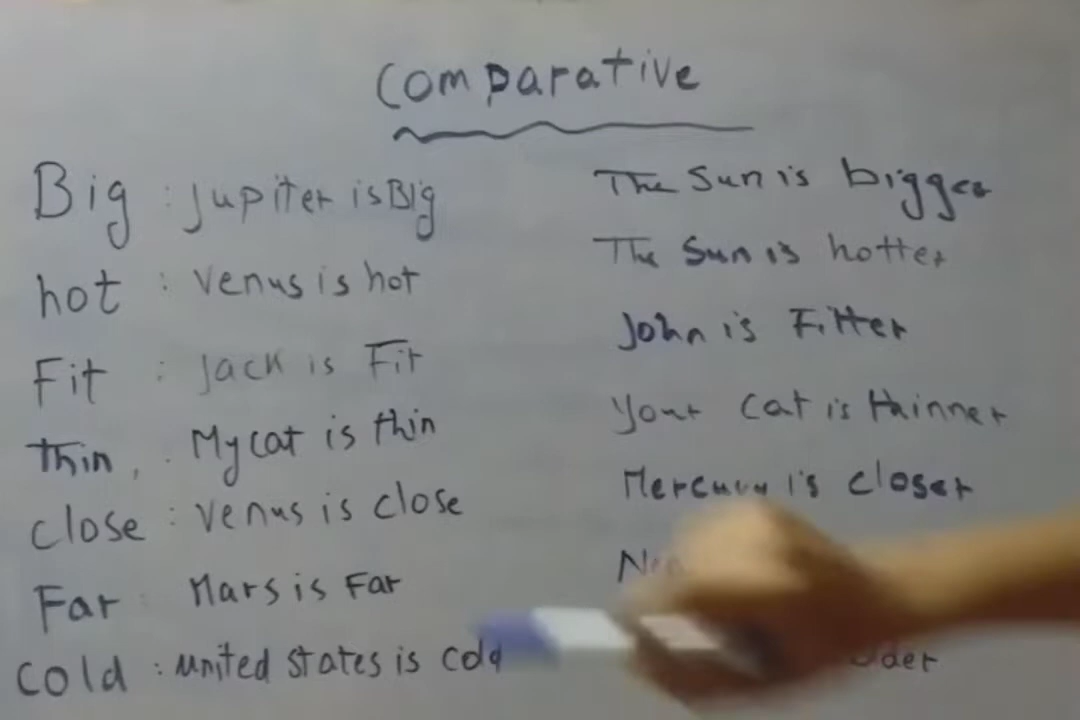 Comparative
Big : Jupiter is Big The Sun is bigger
hot : Venus is hot The Sun is hotter
Fit : Jack is Fit John is Fitter
thin : My cat is thin Your cat is thinner
close : Venus is close Mercury is closer
Far : Mars is Far
cold : united states is cold